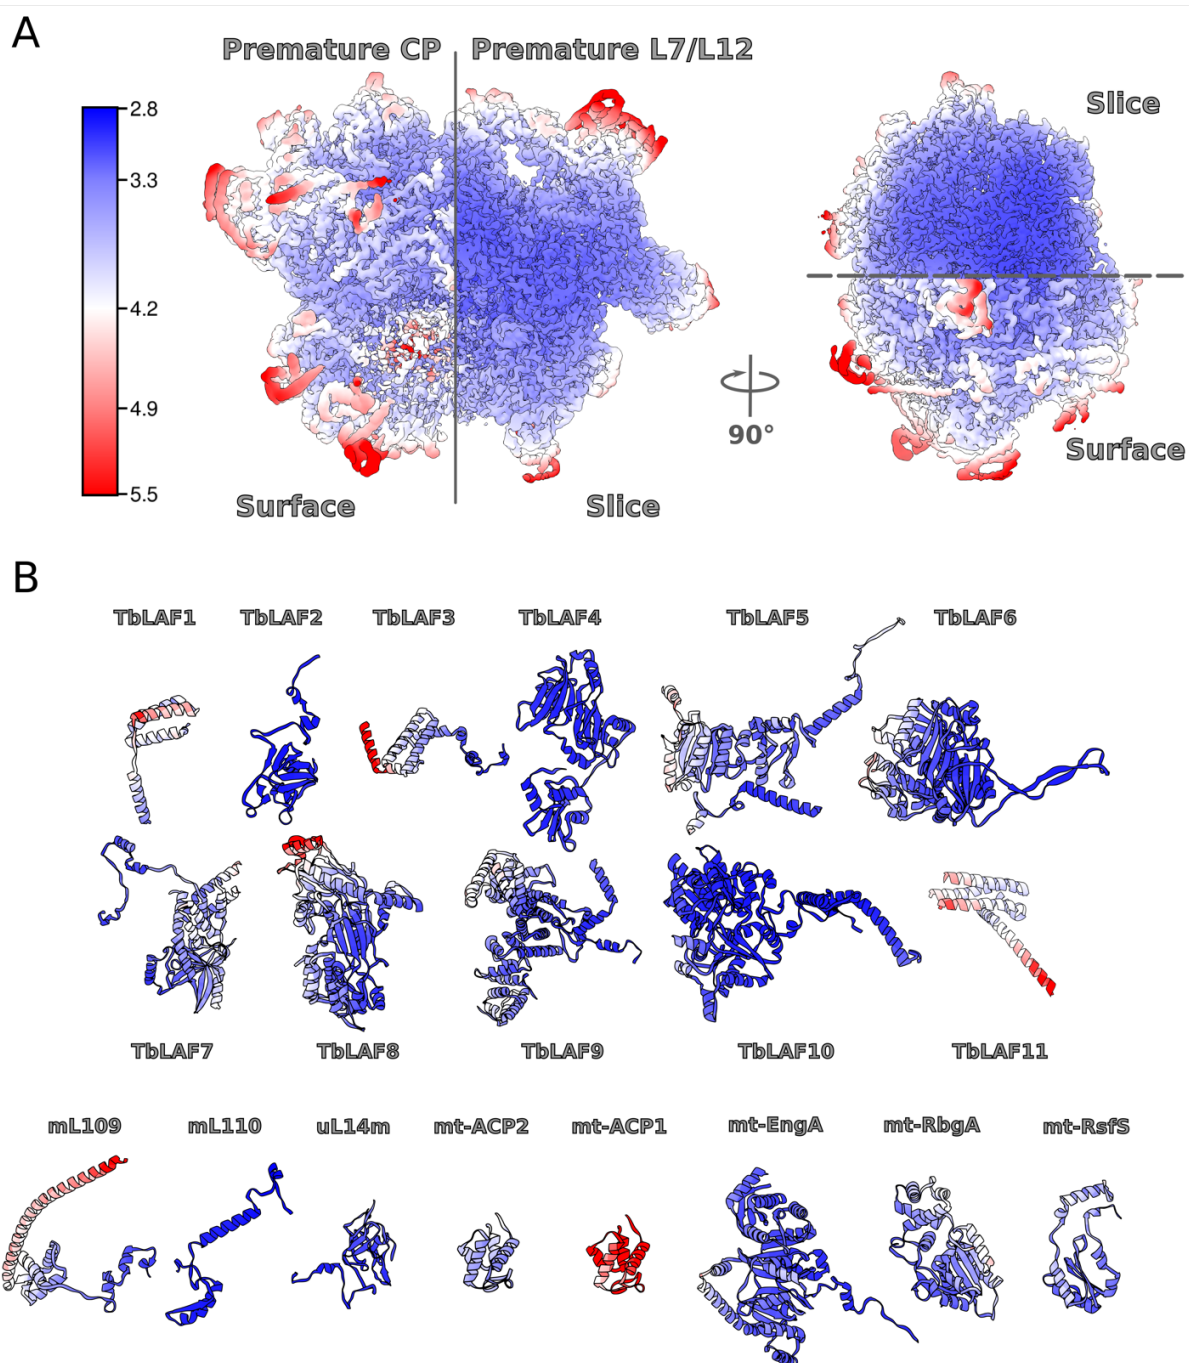 A
Premature CP Premature L7/L12
Slice
2.8
3.3
4.2
4.9
5.5
90°
Surface
Surface Slice
B
TbLAF1 TbLAF2 TbLAF3 TbLAF4 TbLAF5 TbLAF6
TbLAF7 TbLAF8 TbLAF9 TbLAF10 TbLAF11
mL109 mL110 uL14m mt-ACP2 mt-ACP1 mt-EngA mt-RbgA mt-RsfS